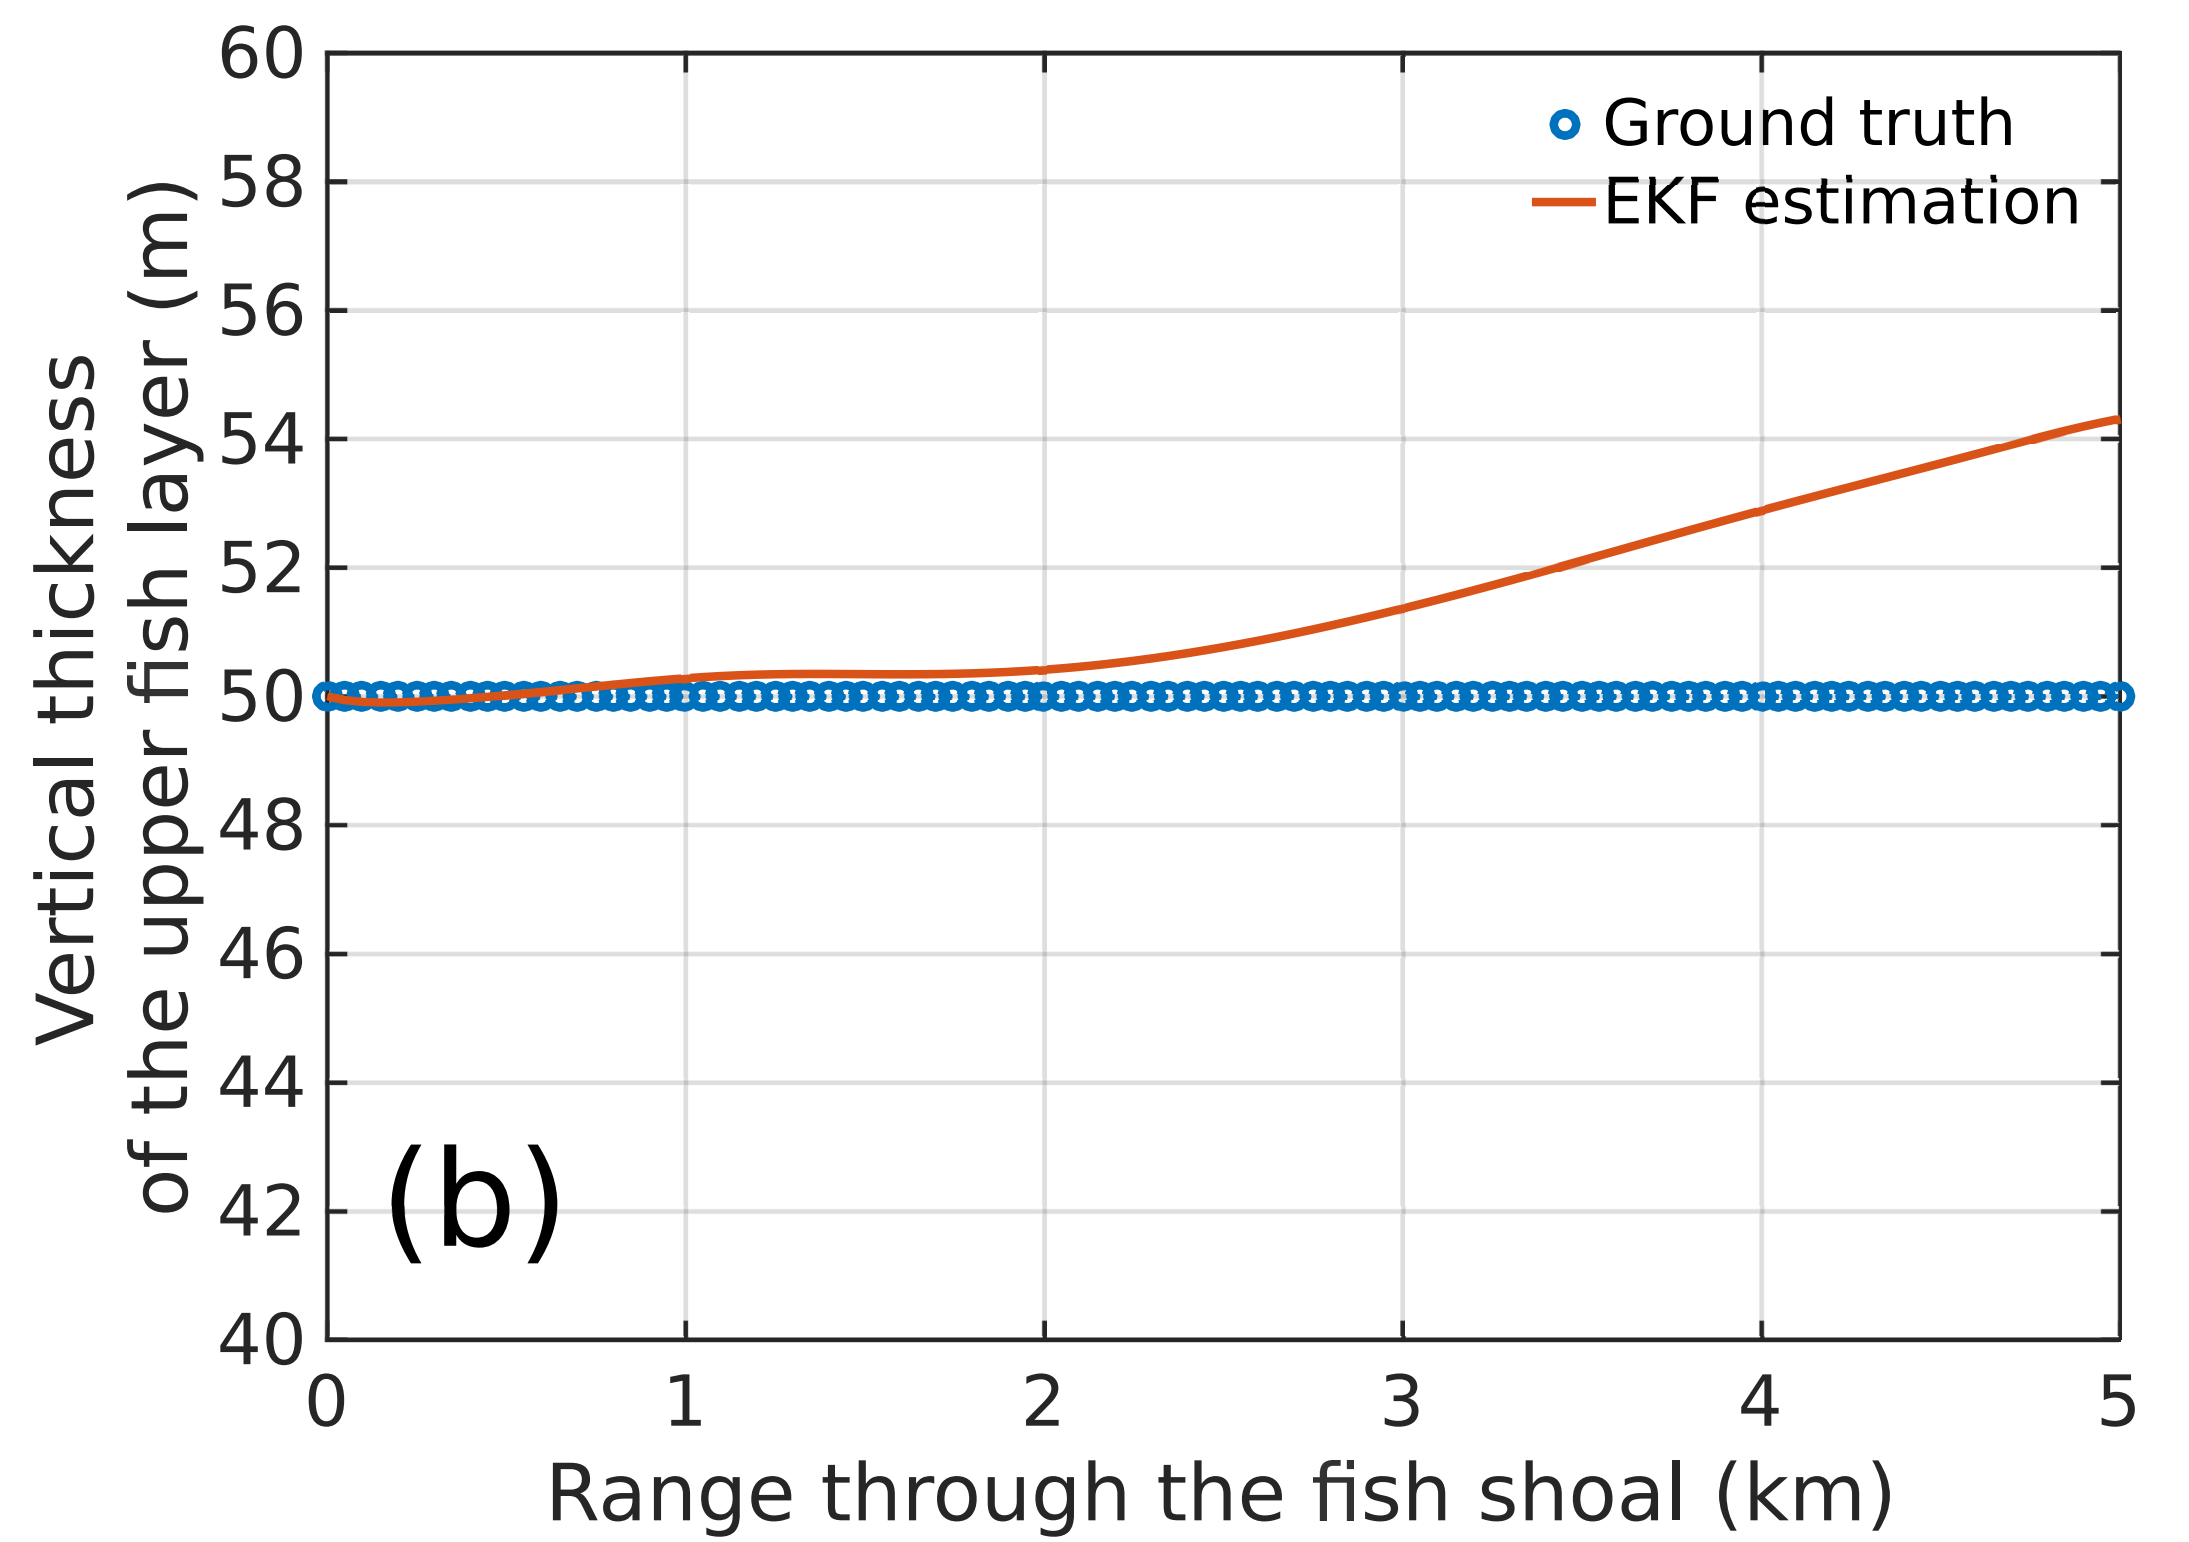 60
58
56
54
52
50
48
46
44
42
40
Vertical thickness
of the upper fish layer (m)
Ground truth
EKF estimation
(b)
0 1 2 3 4 5
Range through the fish shoal (km)